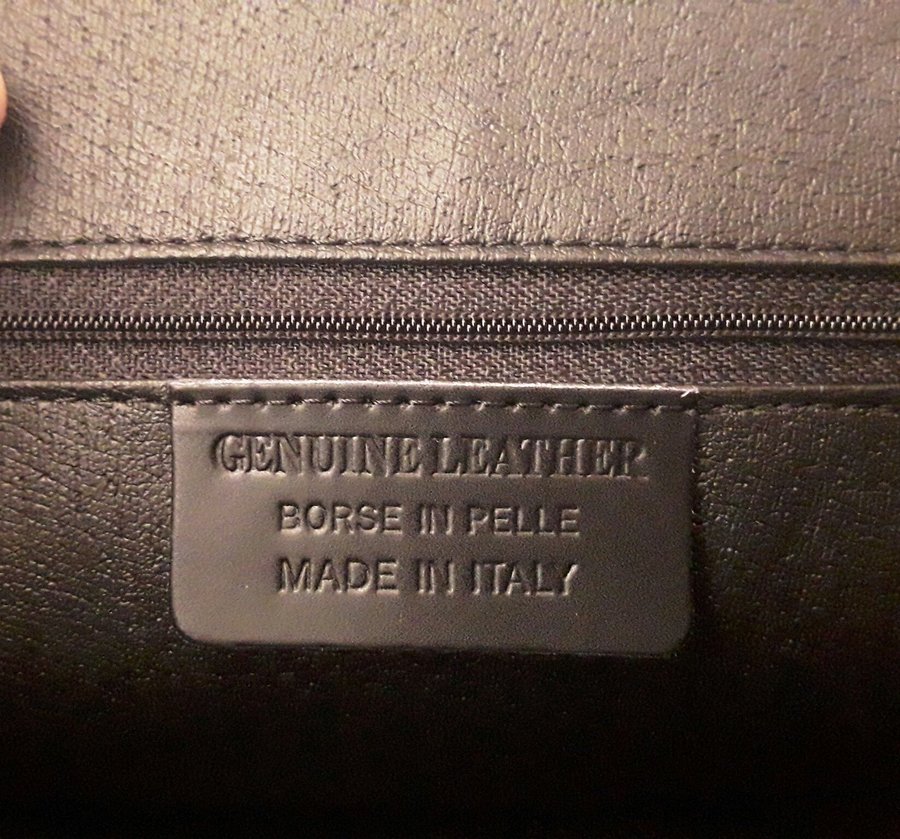 GENUINE LEATHER
BORSE IN PELLE
MADE IN ITALY